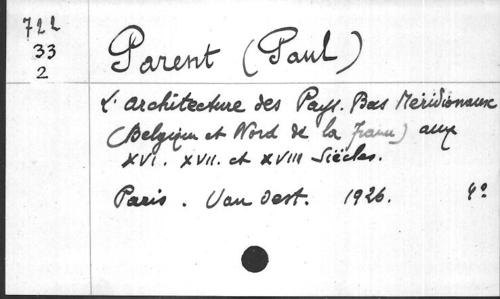 722
33
2
Parent (Paul)
L'architecture des Pays. Bas Méridionaux
(Belgique et Nord de la France) aux
XVI. XVII. et XVIII Siècles.
Paris. Van Oest. 1926. 4°